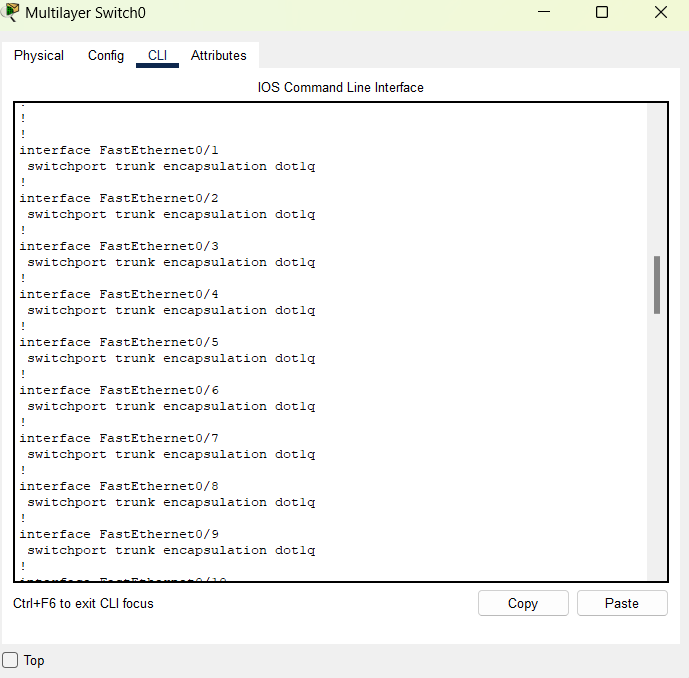 Multilayer Switch0
Physical Config CLI Attributes
IOS Command Line Interface
!
!
!
interface FastEthernet0/1
switchport trunk encapsulation dot1q
!
interface FastEthernet0/2
switchport trunk encapsulation dot1q
!
interface FastEthernet0/3
switchport trunk encapsulation dot1q
!
interface FastEthernet0/4
switchport trunk encapsulation dot1q
!
interface FastEthernet0/5
switchport trunk encapsulation dot1q
!
interface FastEthernet0/6
switchport trunk encapsulation dot1q
!
interface FastEthernet0/7
switchport trunk encapsulation dot1q
!
interface FastEthernet0/8
switchport trunk encapsulation dot1q
!
interface FastEthernet0/9
switchport trunk encapsulation dot1q
!
interface FastEthernet0/10
Ctrl+F6 to exit CLI focus
Copy Paste
Top